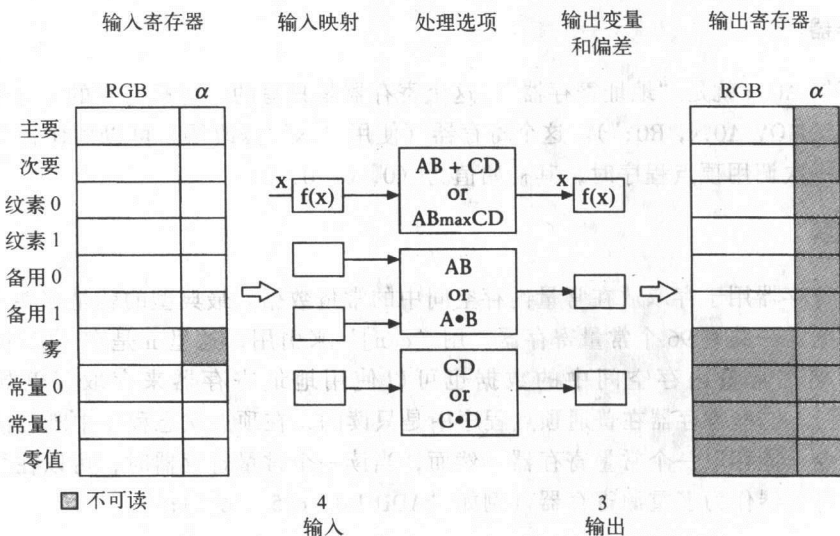 输入寄存器 输入映射 处理选项 输出变量 输出寄存器
和偏差
RGB α RGB α
主要
次要
纹素 0
纹素 1
备用 0
备用 1
雾
常量 0
常量 1
零值
x
f(x)
AB + CD
or
ABmaxCD
x
f(x)
AB
or
A•B
CD
or
C•D
不可读
4
输入
3
输出